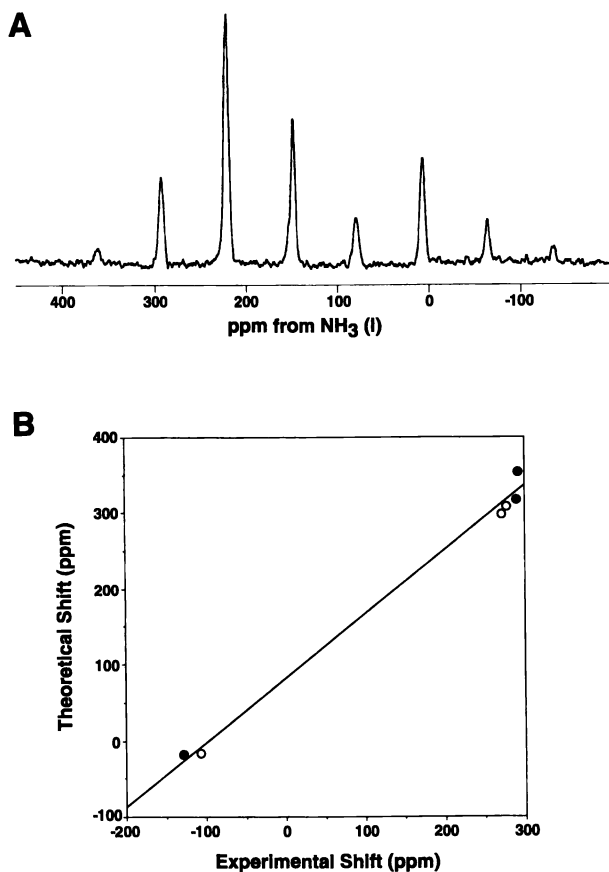 A
400 300 200 100 0 -100
ppm from NH3 (l)
B
Theoretical Shift (ppm)
400
300
200
100
0
-100
-200 -100 0 100 200 300
Experimental Shift (ppm)